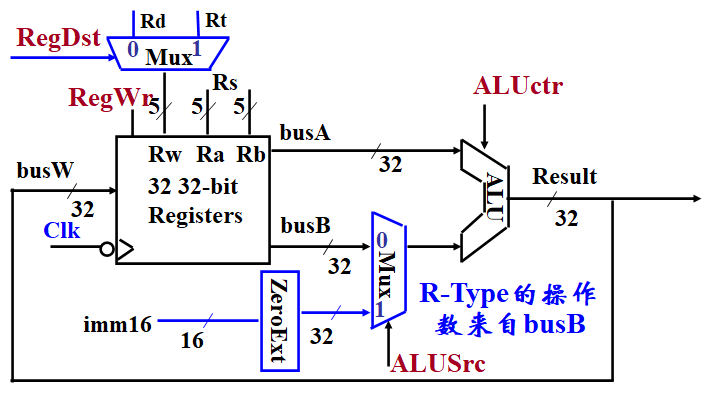 Rd Rt
RegDst
0 Mux 1
RegWr 5 5 Rs 5
ALUctr
busA
32
Rw Ra Rb
busW
32
32 32-bit
Registers
Clk
ALU
Result
32
busB
32
0 Mux 1
R-Type的操作
数来自busB
imm16
16
ZeroExt
32
ALUSrc